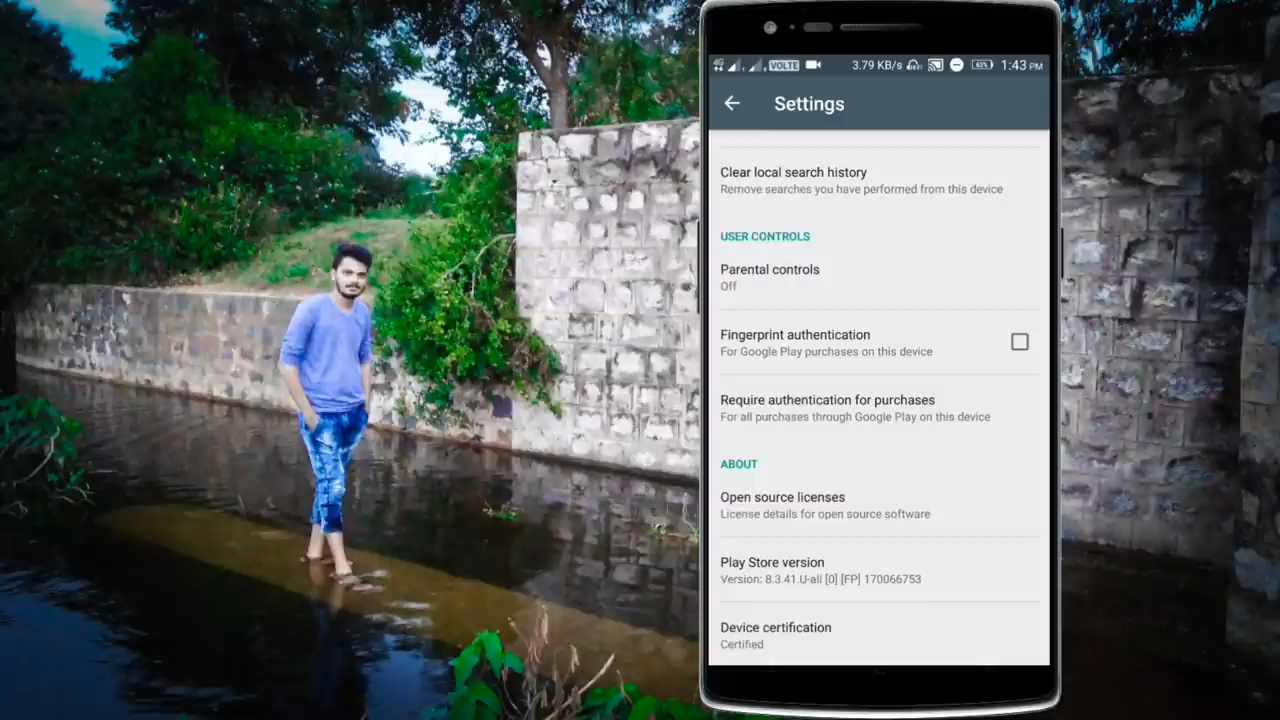 4G VOLTE 3.79 KB/s 63% 1:43 PM
Settings
Clear local search history
Remove searches you have performed from this device
USER CONTROLS
Parental controls
Off
Fingerprint authentication
For Google Play purchases on this device
Require authentication for purchases
For all purchases through Google Play on this device
ABOUT
Open source licenses
License details for open source software
Play Store version
Version: 8.3.41.U-all [0] [FP] 170066753
Device certification
Certified